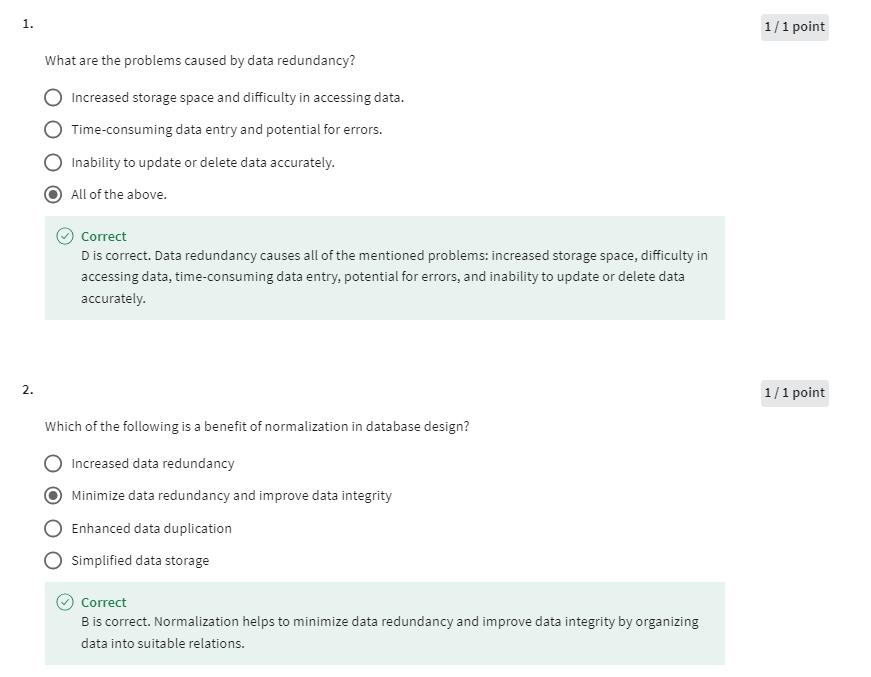 1.
1 / 1 point
What are the problems caused by data redundancy?
Increased storage space and difficulty in accessing data.
Time-consuming data entry and potential for errors.
Inability to update or delete data accurately.
All of the above.
Correct
D is correct. Data redundancy causes all of the mentioned problems: increased storage space, difficulty in
accessing data, time-consuming data entry, potential for errors, and inability to update or delete data
accurately.
2.
1 / 1 point
Which of the following is a benefit of normalization in database design?
Increased data redundancy
Minimize data redundancy and improve data integrity
Enhanced data duplication
Simplified data storage
Correct
B is correct. Normalization helps to minimize data redundancy and improve data integrity by organizing
data into suitable relations.